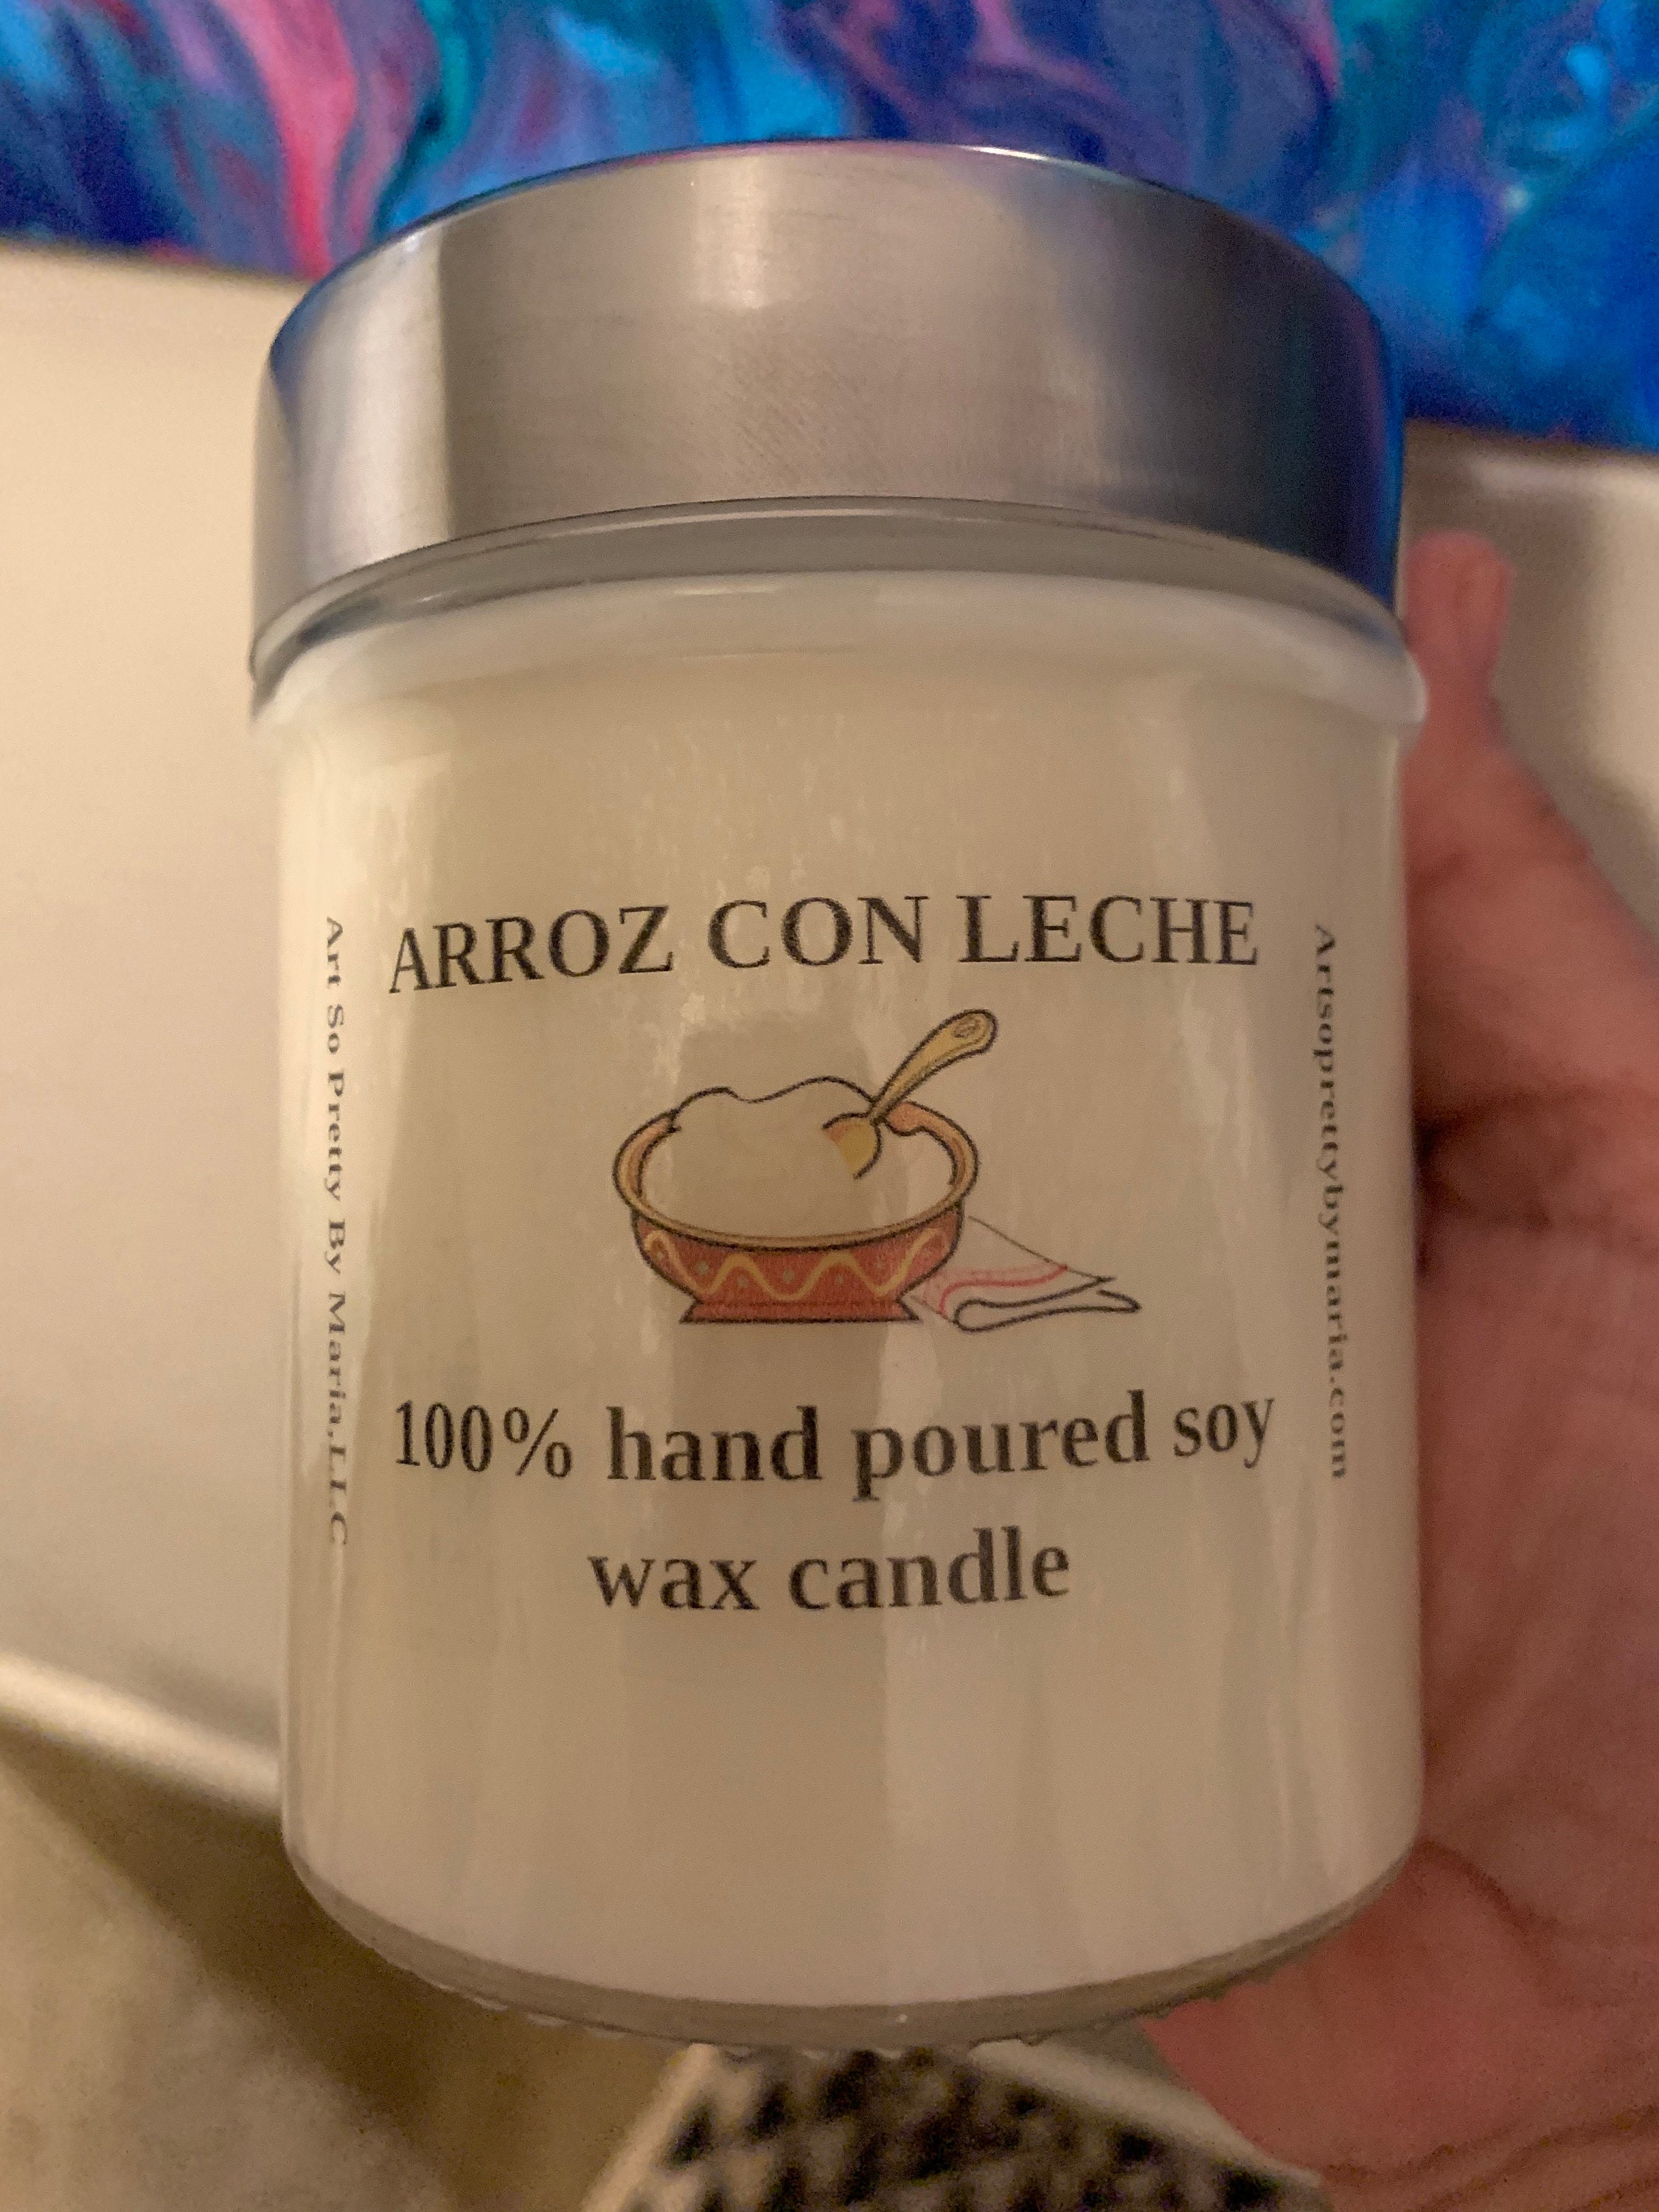 ARROZ CON LECHE
100% hand poured soy
wax candle
Art So Pretty By Maria,LLC
Artsoprettybymaria.com